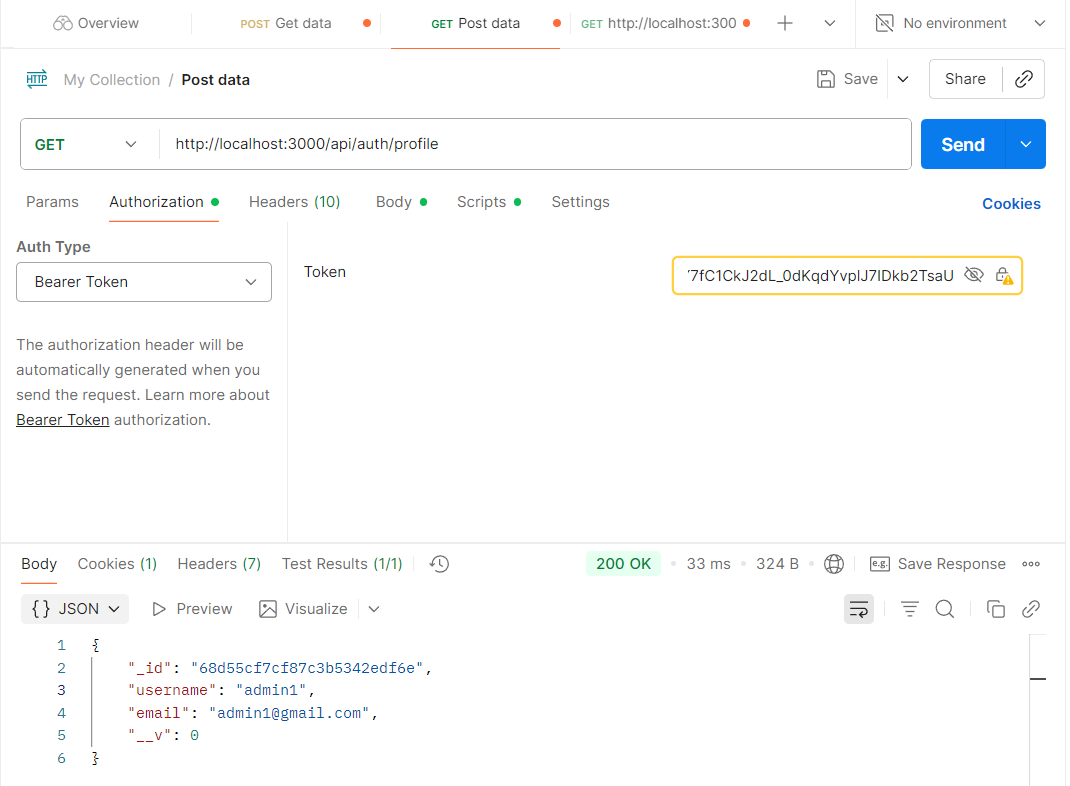 Overview POST Get data GET Post data GET http://localhost:300 No environment
HTTP My Collection / Post data Save Share
GET http://localhost:3000/api/auth/profile Send
Params Authorization Headers (10) Body Scripts Settings Cookies
Auth Type
Bearer Token
Token
The authorization header will be
automatically generated when you
send the request. Learn more about
Bearer Token authorization.
Body Cookies (1) Headers (7) Test Results (1/1) 200 OK 33 ms 324 B e.g. Save Response
{} JSON Preview Visualize
1 {
2 "_id": "68d55cf7cf87c3b5342edf6e",
3 "username": "admin1",
4 "email": "admin1@gmail.com",
5 "__v": 0
6 }